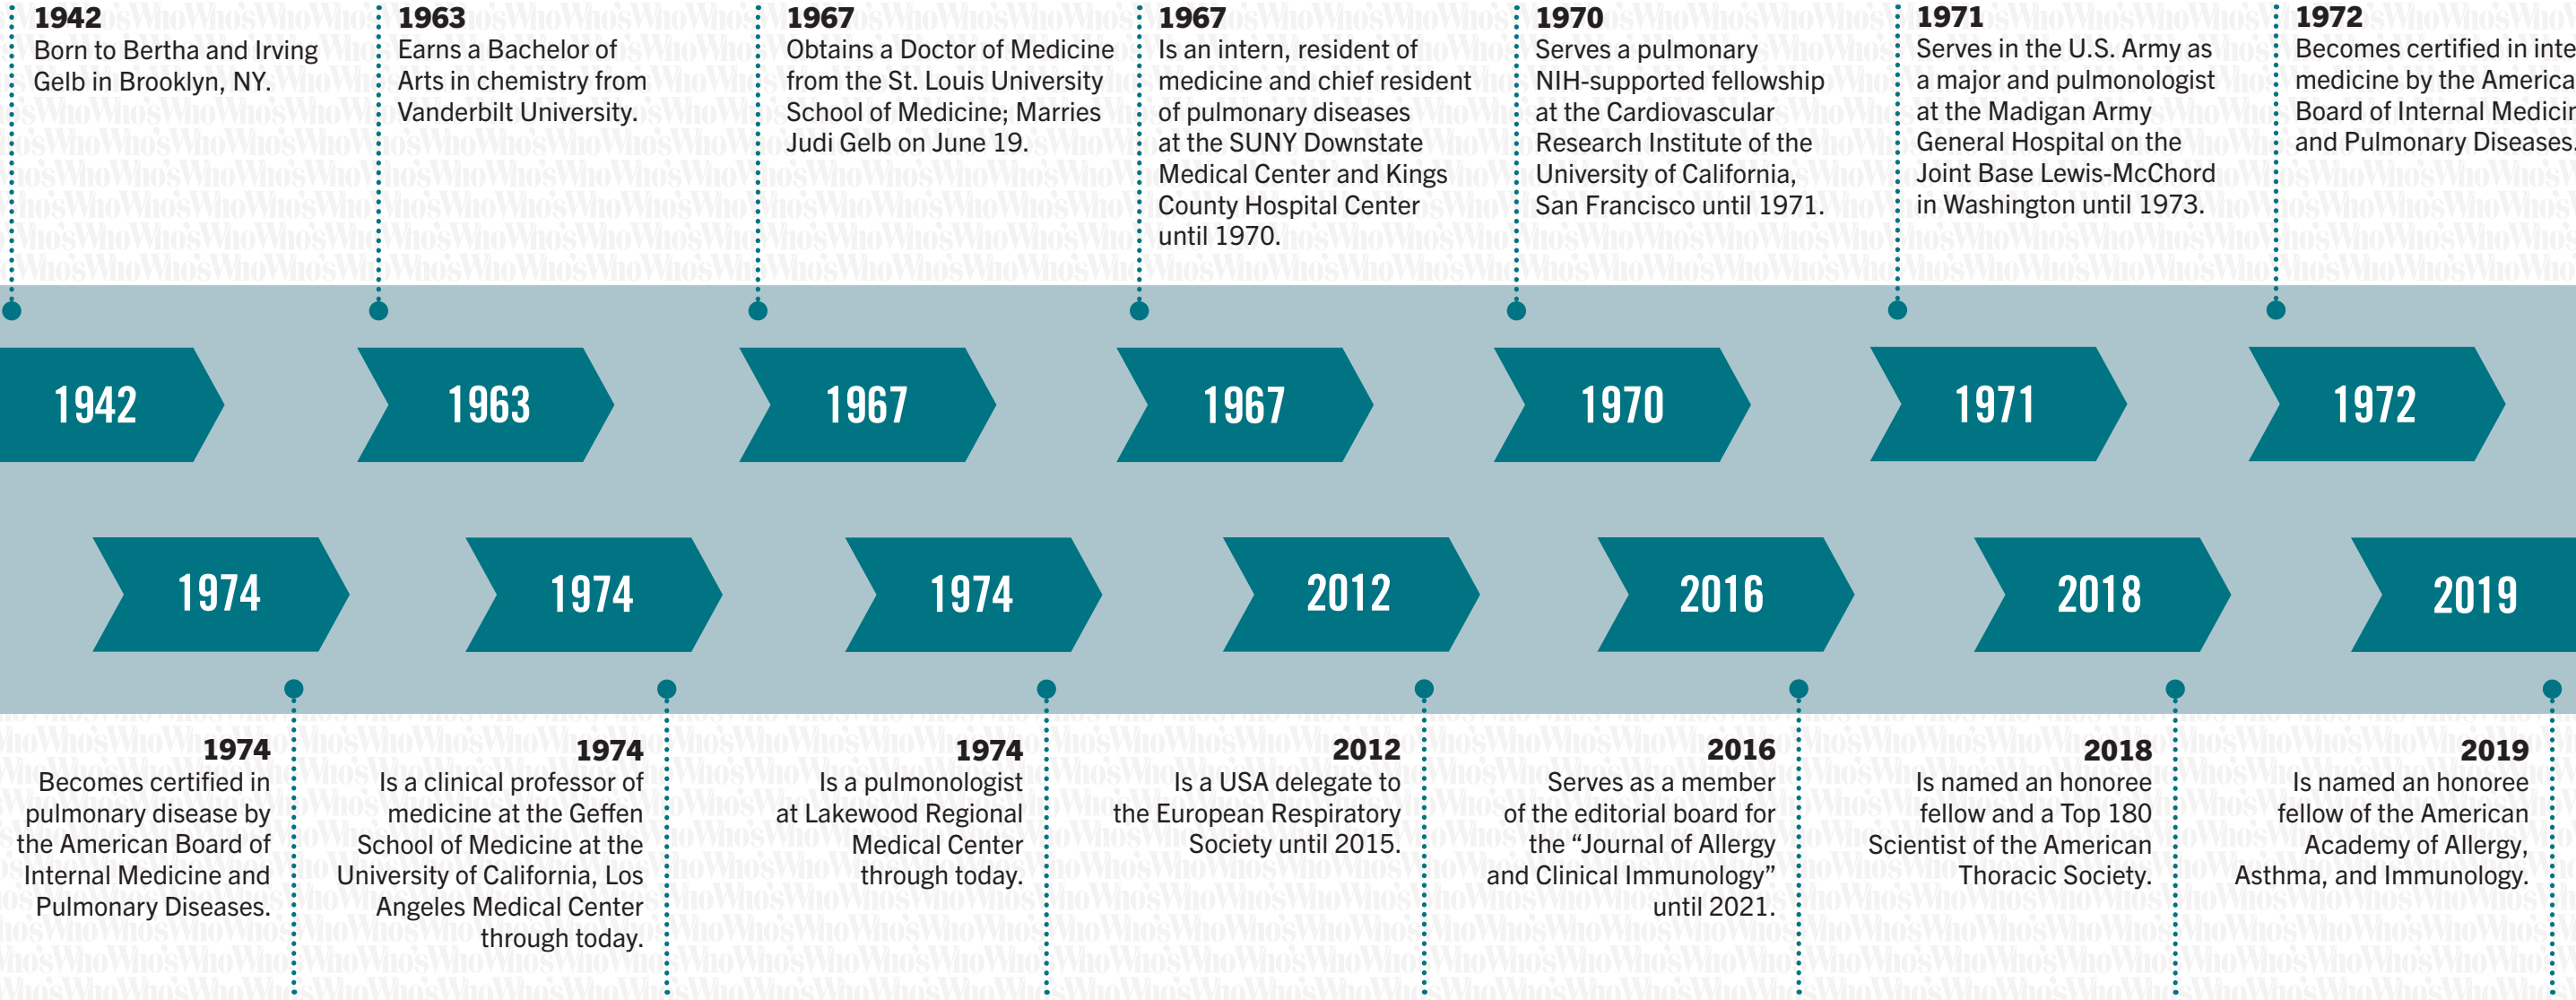 1942
Born to Bertha and Irving
Gelb in Brooklyn, NY.
1963
Earns a Bachelor of
Arts in chemistry from
Vanderbilt University.
1967
Obtains a Doctor of Medicine
from the St. Louis University
School of Medicine; Marries
Judi Gelb on June 19.
1967
Is an intern, resident of
medicine and chief resident
of pulmonary diseases
at the SUNY Downstate
Medical Center and Kings
County Hospital Center
until 1970.
1970
Serves a pulmonary
NIH-supported fellowship
at the Cardiovascular
Research Institute of the
University of California,
San Francisco until 1971.
1971
Serves in the U.S. Army as
a major and pulmonologist
at the Madigan Army
General Hospital on the
Joint Base Lewis-McChord
in Washington until 1973.
1972
Becomes certified in
medicine by the
Board of Internal
and Pulmonary Diseases.
1942
1963
1967
1967
1970
1971
1972
1974
1974
1974
2012
2016
2018
2019
1974
Becomes certified in
pulmonary disease by
the American Board of
Internal Medicine and
Pulmonary Diseases.
1974
Is a clinical professor of
medicine at the Geffen
School of Medicine at the
University of California, Los
Angeles Medical Center
through today.
1974
Is a pulmonologist
at Lakewood Regional
Medical Center
through today.
2012
Is a USA delegate to
the European Respiratory
Society until 2015.
2016
Serves as a member
of the editorial board for
the “Journal of Allergy
and Clinical Immunology”
until 2021.
2018
Is named an honoree
fellow and a Top 180
Scientist of the American
Thoracic Society.
2019
Is named an honoree
fellow of the American
Academy of Allergy,
Asthma, and Immunology.